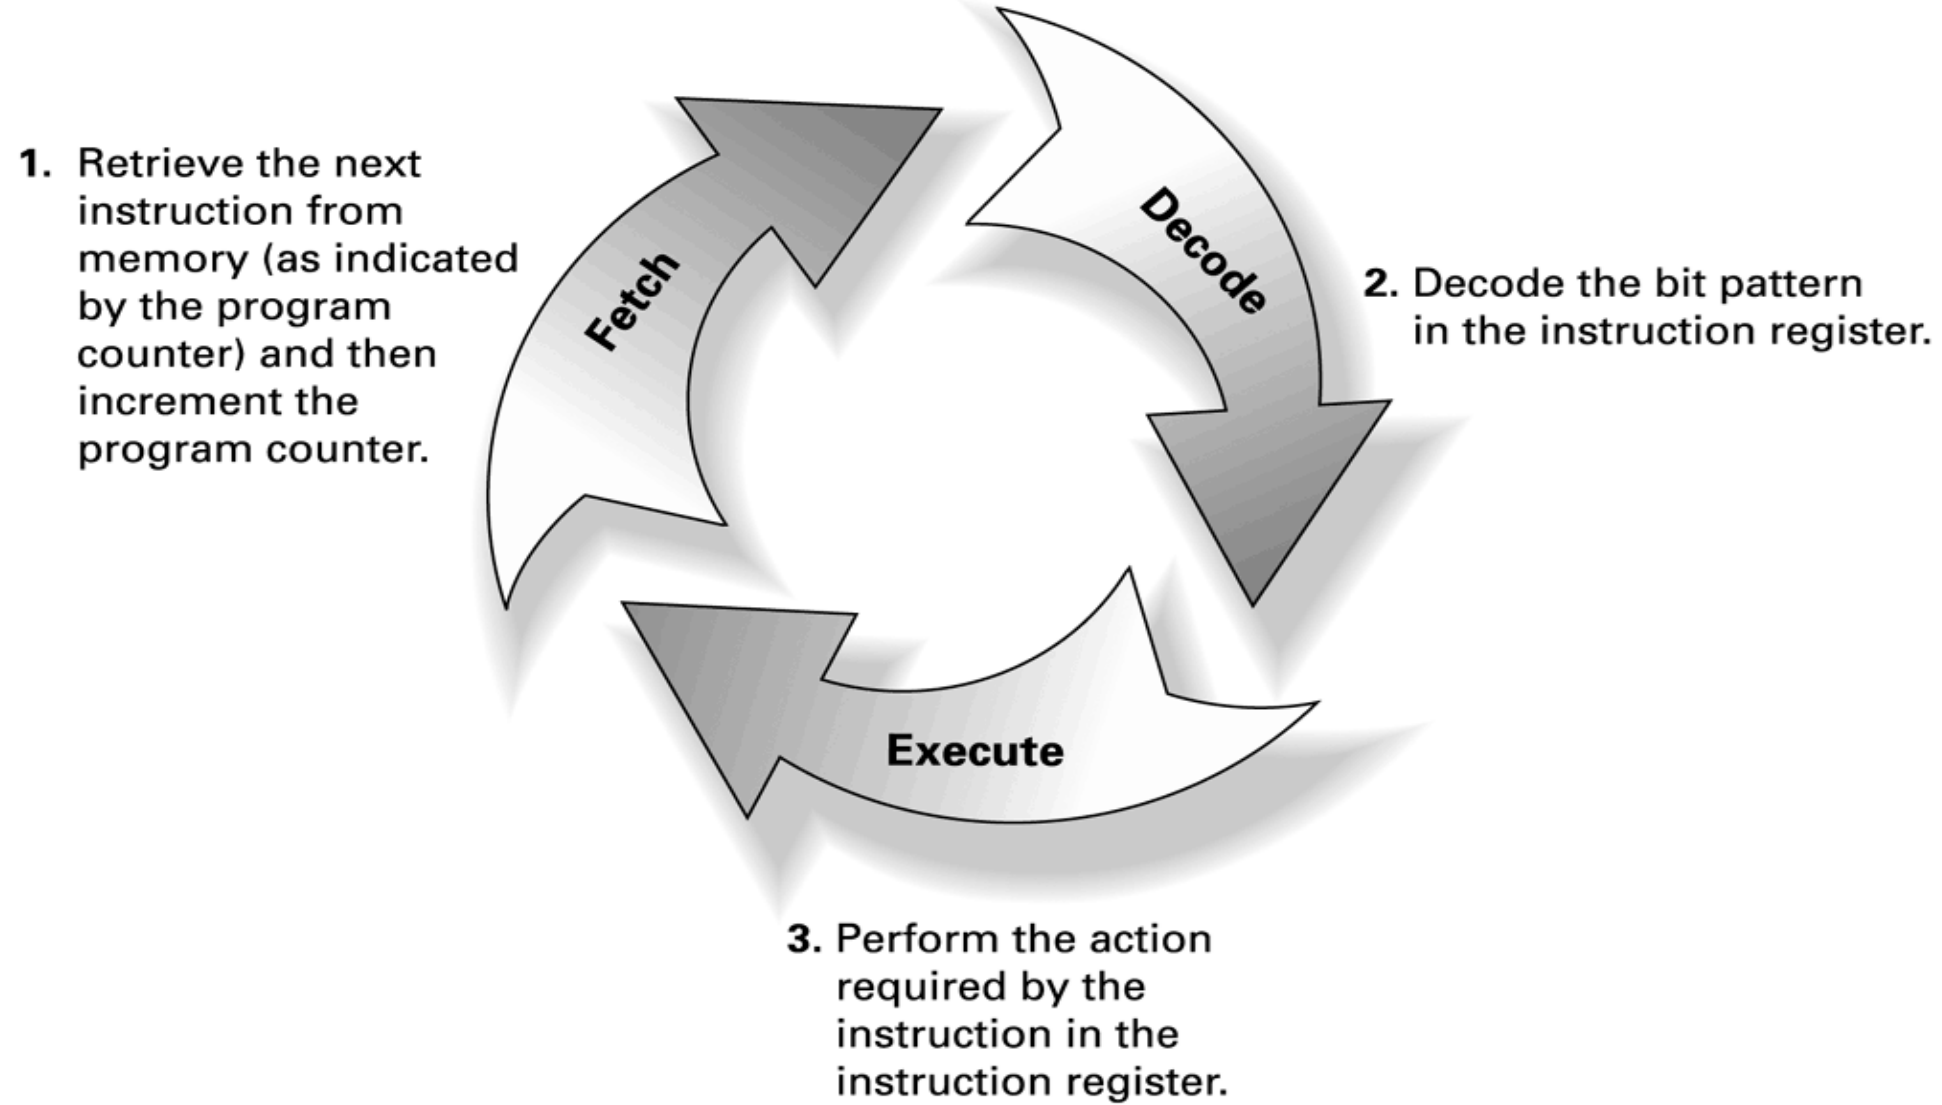 1. Retrieve the next
instruction from
memory (as indicated
by the program
counter) and then
increment the
program counter.
Fetch
Decode
2. Decode the bit pattern
in the instruction register.
Execute
3. Perform the action
required by the
instruction in the
instruction register.